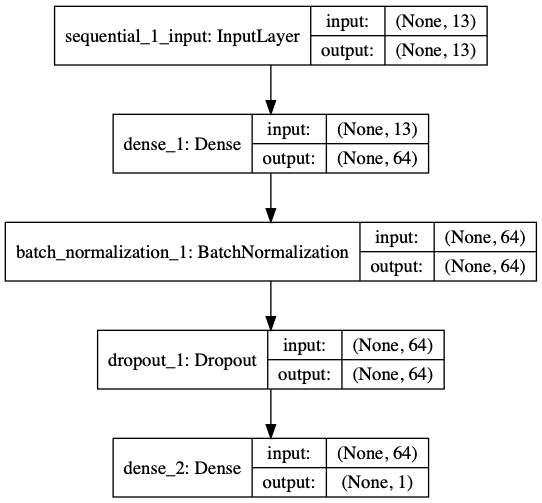 sequential_1_input: InputLayer
input: (None, 13)
output: (None, 13)
dense_1: Dense
input: (None, 13)
output: (None, 64)
batch_normalization_1: BatchNormalization
input: (None, 64)
output: (None, 64)
dropout_1: Dropout
input: (None, 64)
output: (None, 64)
dense_2: Dense
input: (None, 64)
output: (None, 1)